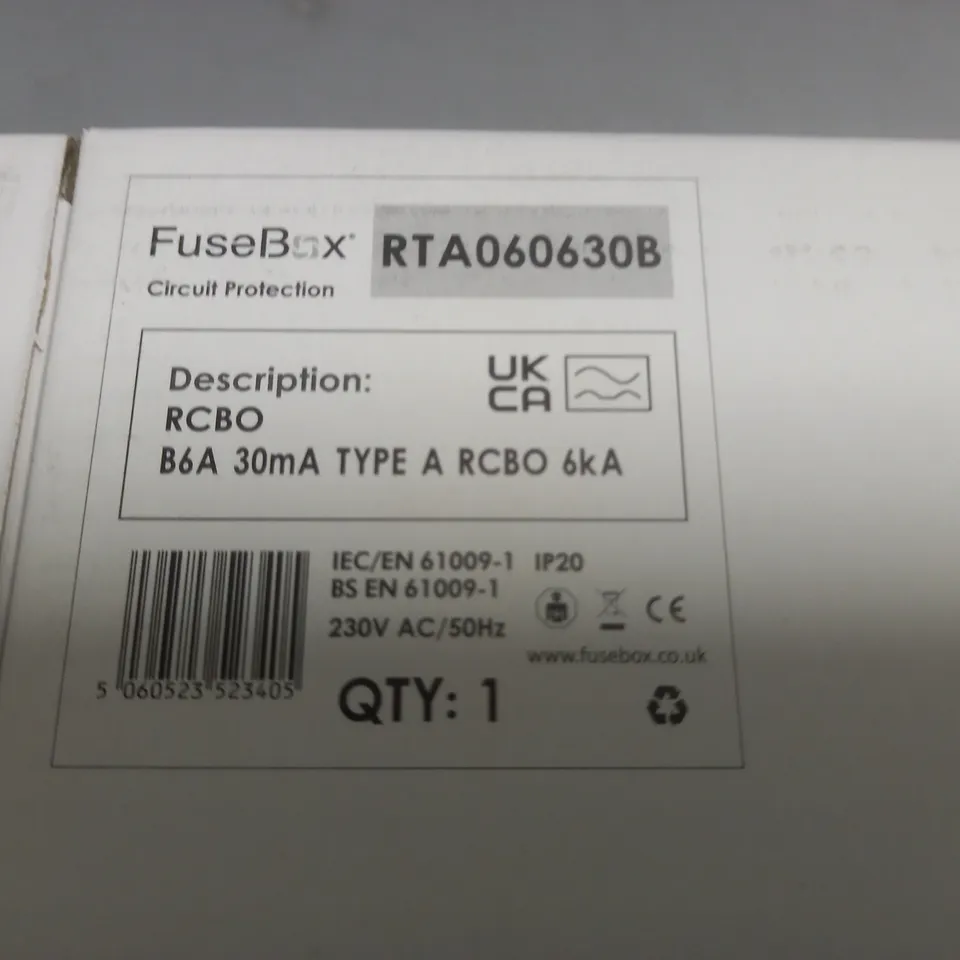 FuseBox
RTA060630B
Circuit Protection
Description:
UK
CA
RCBO
B6A 30mA TYPE A RCBO 6kA
IEC/EN 61009-1 IP20
BS EN 61009-1
230V AC/50Hz
CE
www.fusebox.co.uk
5 060523 523405
QTY: 1